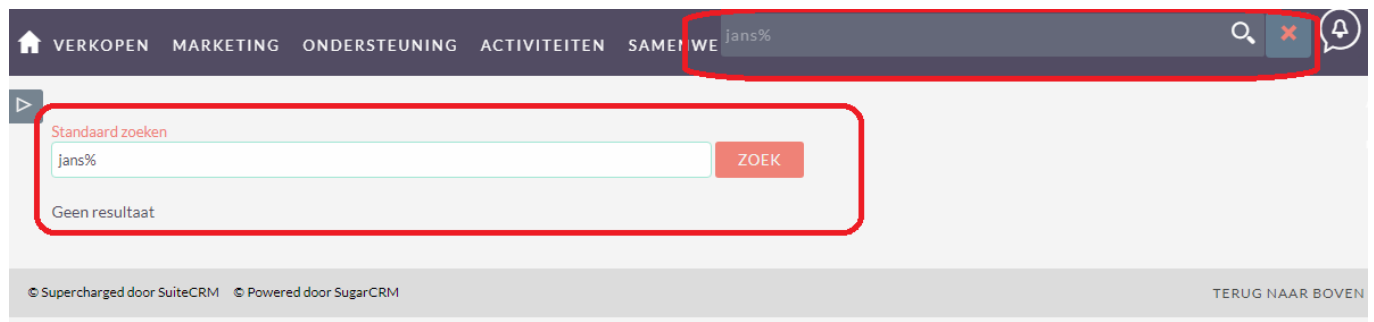 VERKOPEN MARKETING ONDERSTEUNING ACTIVITEITEN SAMENWE jans%
Standaard zoeken
jans% ZOEK
Geen resultaat
© Supercharged door SuiteCRM © Powered door SugarCRM TERUG NAAR BOVEN